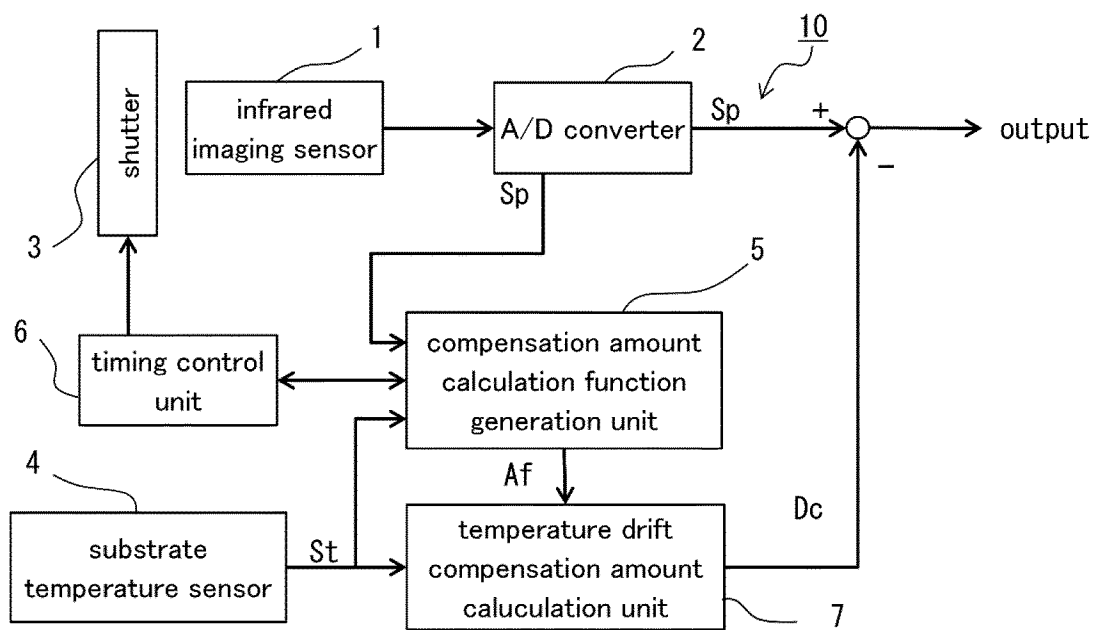 1
2
10
shutter
infrared
imaging sensor
A/D converter
Sp
+
output
-
Sp
3
5
6
timing control
unit
compensation amount
calculation function
generation unit
4
Af
Dc
substrate
temperature sensor
St
temperature drift
compensation amount
caluculation unit
7